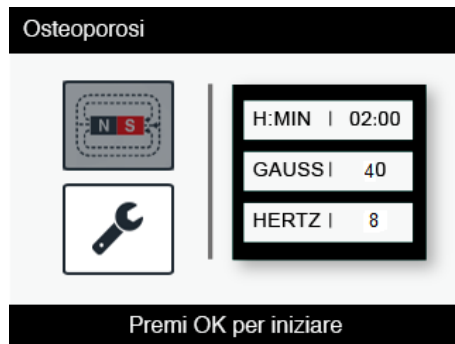 Osteoporosi
N S
H:MIN | 02:00
GAUSS | 40
HERTZ | 8
Premi OK per iniziare